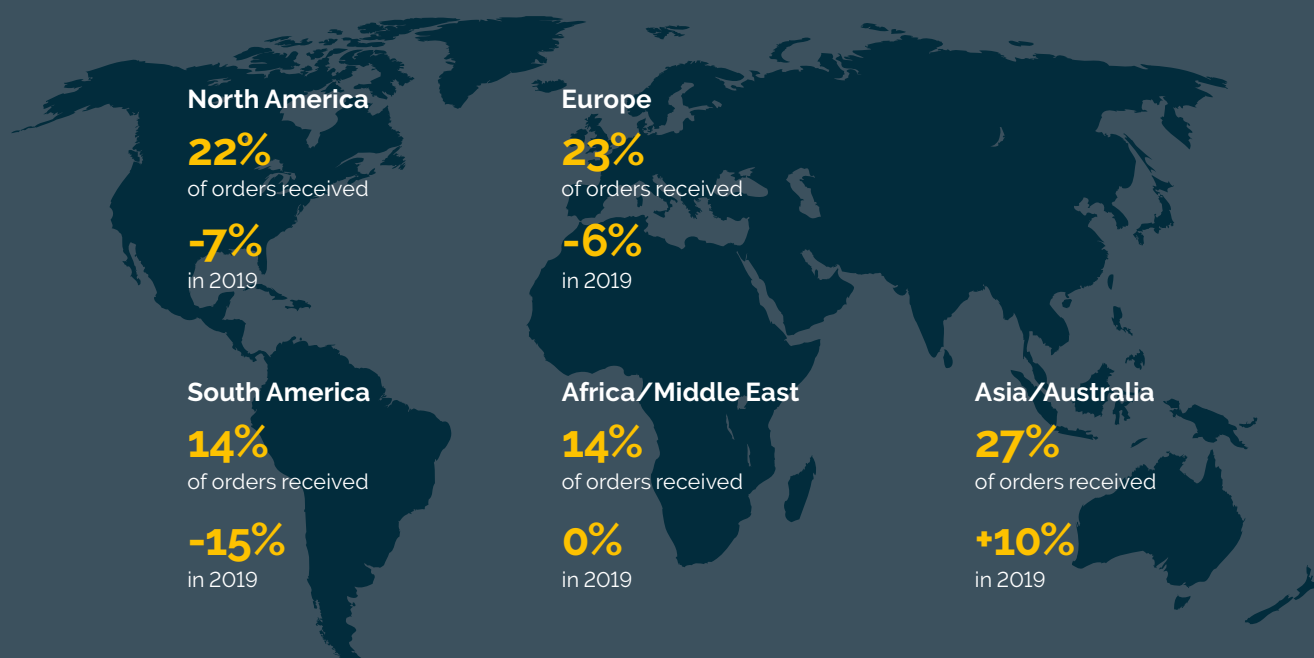 North America
22%
of orders received
-7%
in 2019
Europe
23%
of orders received
-6%
in 2019
South America
14%
of orders received
-15%
in 2019
Africa/Middle East
14%
of orders received
0%
in 2019
Asia/Australia
27%
of orders received
+10%
in 2019